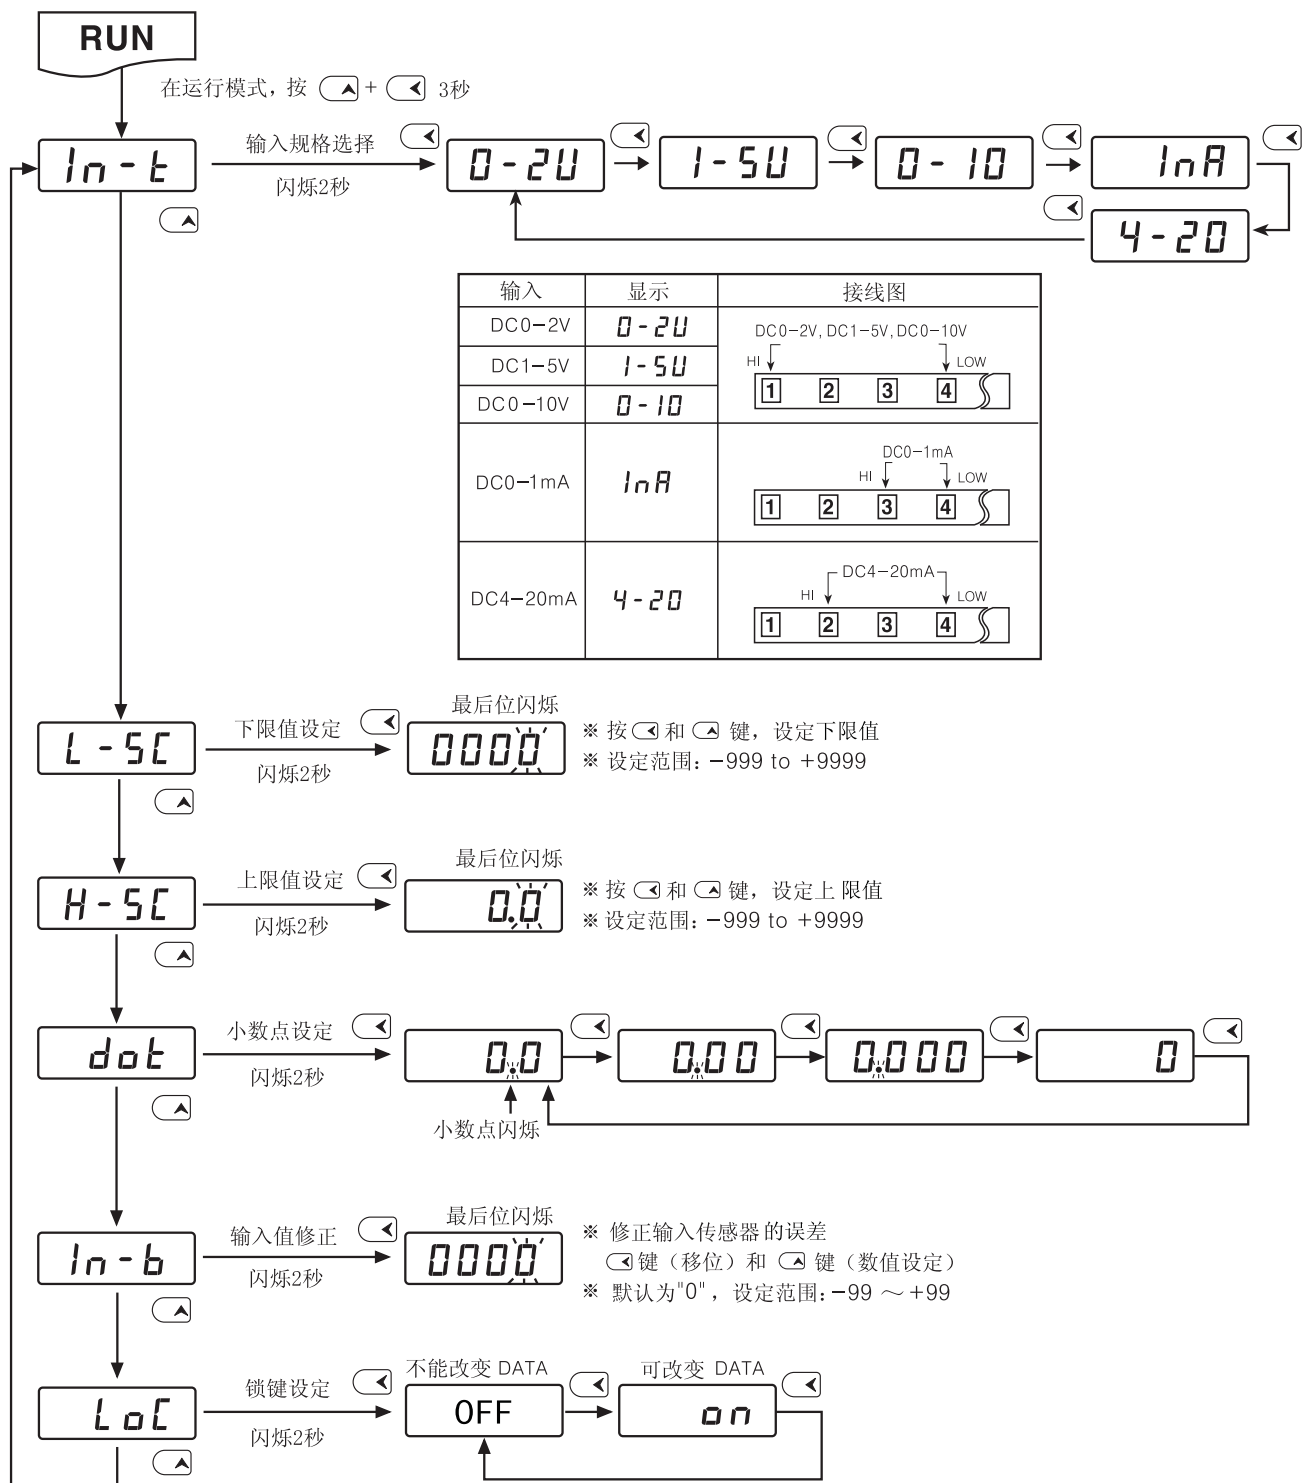 RUN
在运行模式，按 + 3秒
In-t
输入规格选择
闪烁2秒
0-2U
1-5U
0-10
1nA
4-20
输入 显示 接线图
DC0-2V 0-2U
DC1-5V 1-5U
DC0-10V 0-10
DC0-2V, DC1-5V, DC0-10V
HI LOW
1 2 3 4
DC0-1mA 1nA
DC0-1mA
HI LOW
1 2 3 4
DC4-20mA 4-20
DC4-20mA
HI LOW
1 2 3 4
L-SC
下限值设定
闪烁2秒
最后位闪烁
0000
※ 按 和 键，设定下限值
※ 设定范围：-999 to +9999
H-SC
上限值设定
闪烁2秒
最后位闪烁
0.0
※ 按 和 键，设定上 限值
※ 设定范围：-999 to +9999
dot
小数点设定
闪烁2秒
0.0
0.00
0.000
0
小数点闪烁
In-b
输入值修正
闪烁2秒
最后位闪烁
0000
※ 修正输入传感器 的误差
键（移位）和 键（数值设定）
※ 默认为"0"，设定范围：-99 ～ +99
LoC
锁键设定
闪烁2秒
不能改变 DATA
OFF
可改变 DATA
on